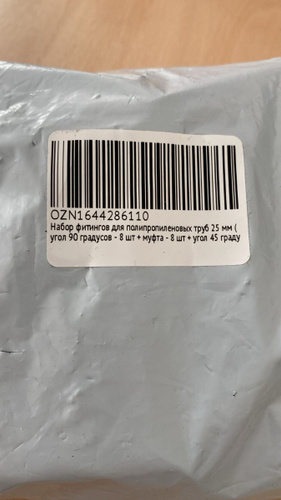 OZN1644286110
Набор фитингов для полипропиленовых труб 25 мм (
угол 90 градусов - 8 шт + муфта - 8 шт + угол 45 граду